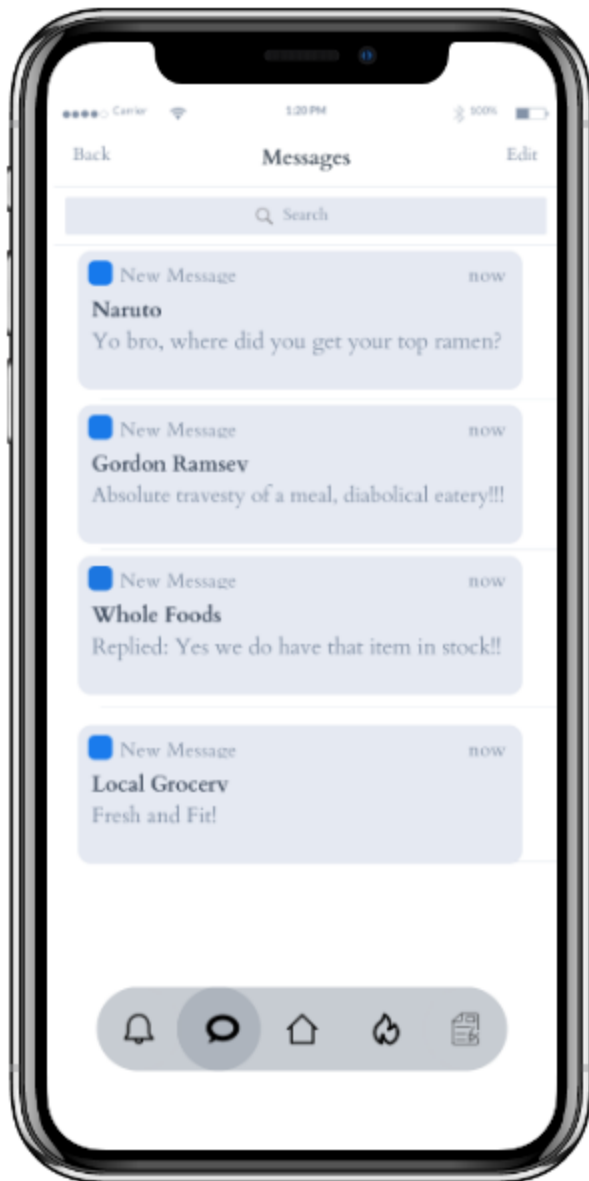 Carrier 1:20 PM 100%
Back Messages Edit
Search
New Message now
Naruto
Yo bro, where did you get your top ramen?
New Message now
Gordon Ramsey
Absolute travesty of a meal, diabolical eatery!!!
New Message now
Whole Foods
Replied: Yes we do have that item in stock!!
New Message now
Local Grocery
Fresh and Fit!